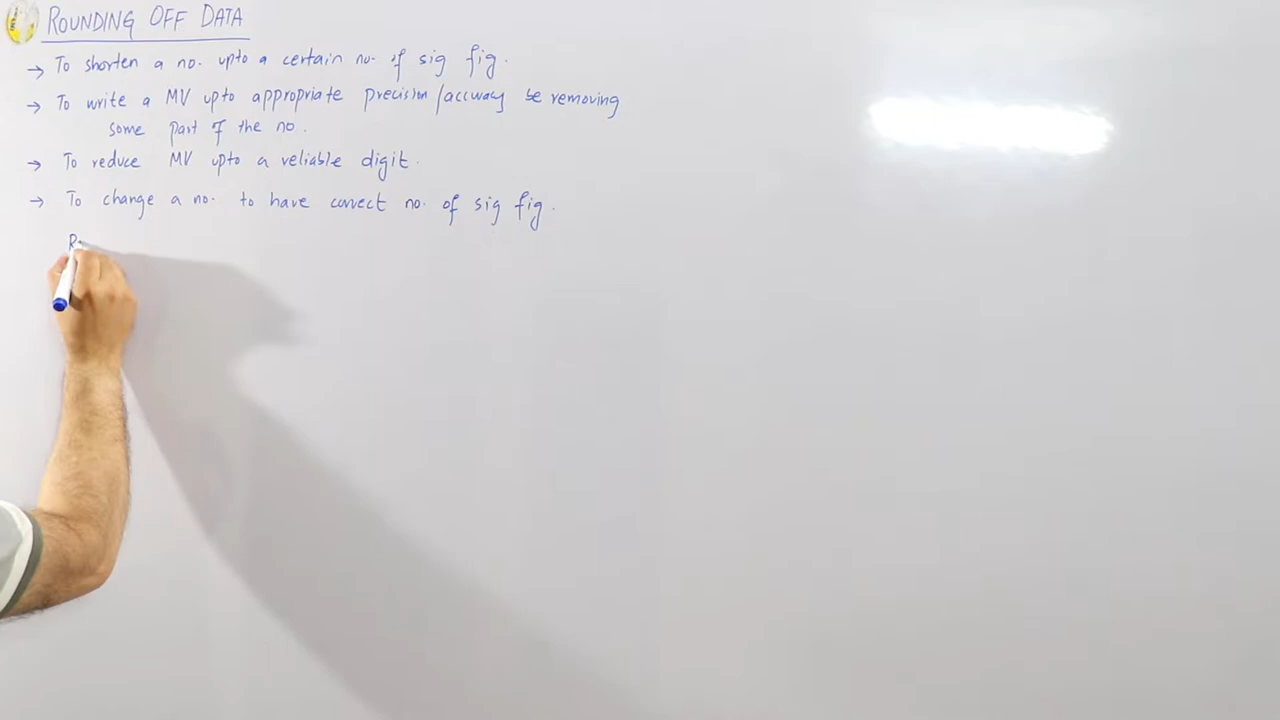 ROUNDING OFF DATA
→ To shorten a no. upto a certain no. of sig fig.
→ To write a MV upto appropriate precision/accuracy be removing
some part of the no.
→ To reduce MV upto a reliable digit.
→ To change a no. to have correct no. of sig fig.
R